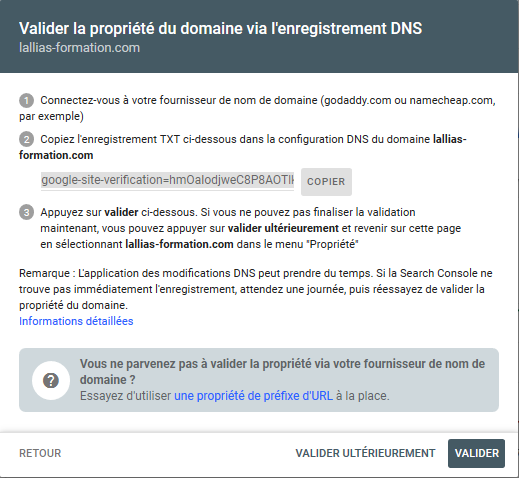 Valider la propriété du domaine via l'enregistrement DNS
lallias-formation.com
1 Connectez-vous à votre fournisseur de nom de domaine (godaddy.com ou namecheap.com,
par exemple)
2 Copiez l'enregistrement TXT ci-dessous dans la configuration DNS du domaine lallias-
formation.com
google-site-verification=hmOalodjweC8P8AOTlk
COPIER
3 Appuyez sur valider ci-dessous. Si vous ne pouvez pas finaliser la validation
maintenant, vous pouvez appuyer sur valider ultérieurement et revenir sur cette page
en sélectionnant lallias-formation.com dans le menu "Propriété"
Remarque : L'application des modifications DNS peut prendre du temps. Si la Search Console ne
trouve pas immédiatement l'enregistrement, attendez une journée, puis réessayez de valider la
propriété du domaine.
Informations détaillées
Vous ne parvenez pas à valider la propriété via votre fournisseur de nom de
domaine ?
Essayez d'utiliser une propriété de préfixe d'URL à la place.
RETOUR
VALIDER ULTÉRIEUREMENT
VALIDER